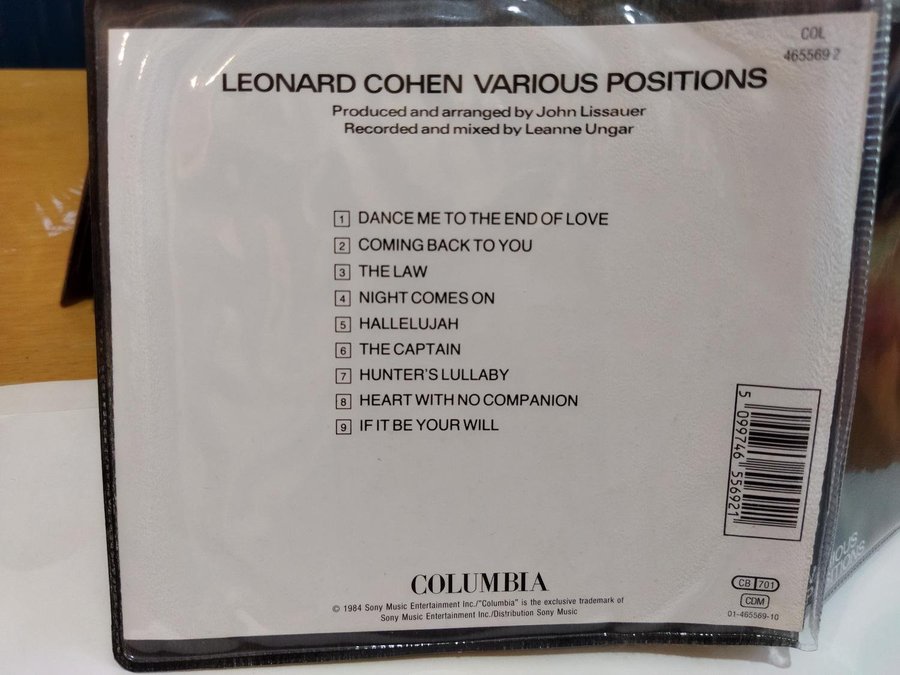 COL
465569 2
LEONARD COHEN VARIOUS POSITIONS
Produced and arranged by John Lissauer
Recorded and mixed by Leanne Ungar
1 DANCE ME TO THE END OF LOVE
2 COMING BACK TO YOU
3 THE LAW
4 NIGHT COMES ON
5 HALLELUJAH
6 THE CAPTAIN
7 HUNTER'S LULLABY
8 HEART WITH NO COMPANION
9 IF IT BE YOUR WILL
5 099746 556921
COLUMBIA
© 1984 Sony Music Entertainment Inc./"Columbia" is the exclusive trademark of
Sony Music Entertainment Inc./Distribution Sony Music
CB 701
CDM
01-465569-10